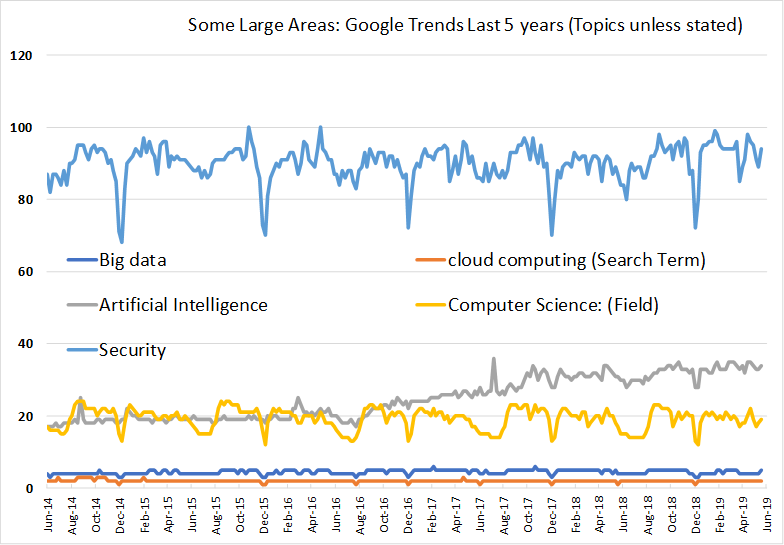 Some Large Areas: Google Trends Last 5 years (Topics unless stated)
120
100
80
60
40
20
0
Big data
cloud computing (Search Term)
Artificial Intelligence
Computer Science: (Field)
Security
Jun-14
Aug-14
Oct-14
Dec-14
Feb-15
Apr-15
Jun-15
Aug-15
Oct-15
Dec-15
Feb-16
Apr-16
Jun-16
Aug-16
Oct-16
Dec-16
Feb-17
Apr-17
Jun-17
Aug-17
Oct-17
Dec-17
Feb-18
Apr-18
Jun-18
Aug-18
Oct-18
Dec-18
Feb-19
Apr-19
Jun-19